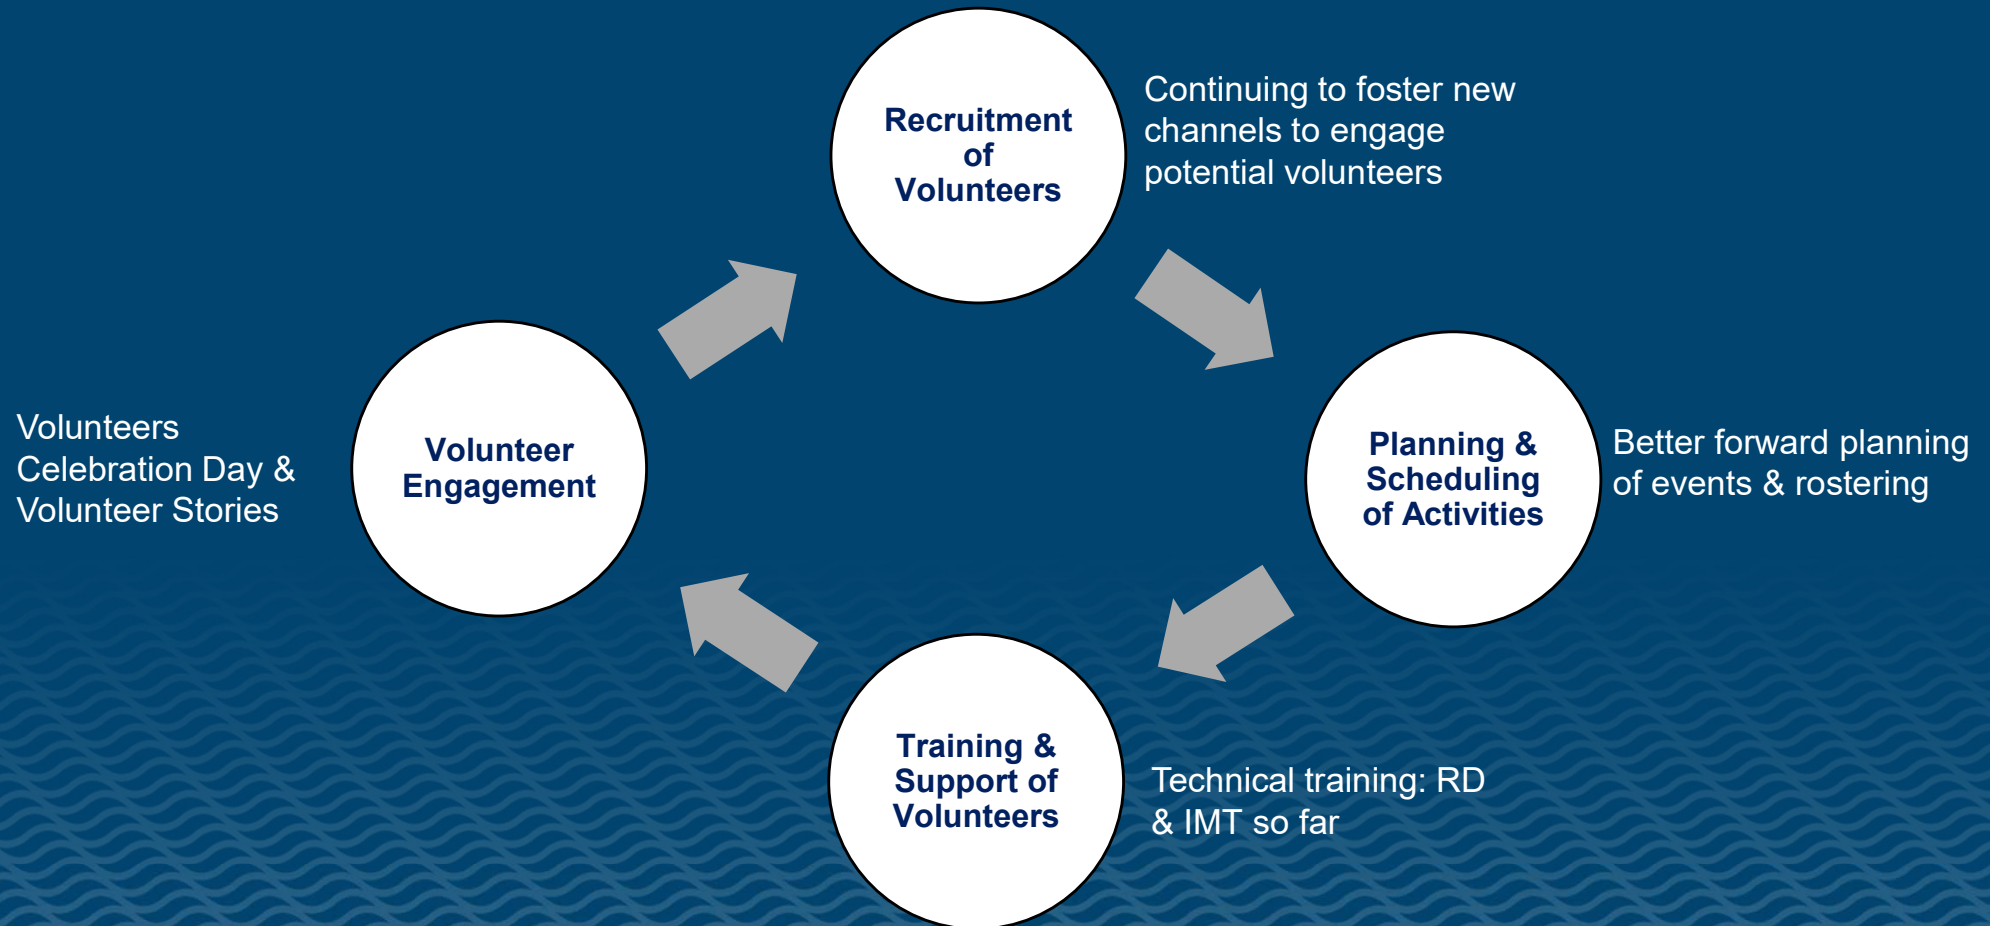 Recruitment
of
Volunteers
Continuing to foster new
channels to engage
potential volunteers
Volunteers
Celebration Day &
Volunteer Stories
Volunteer
Engagement
Planning &
Scheduling
of Activities
Better forward planning
of events & rostering
Training &
Support of
Volunteers
Technical training: RD
& IMT so far